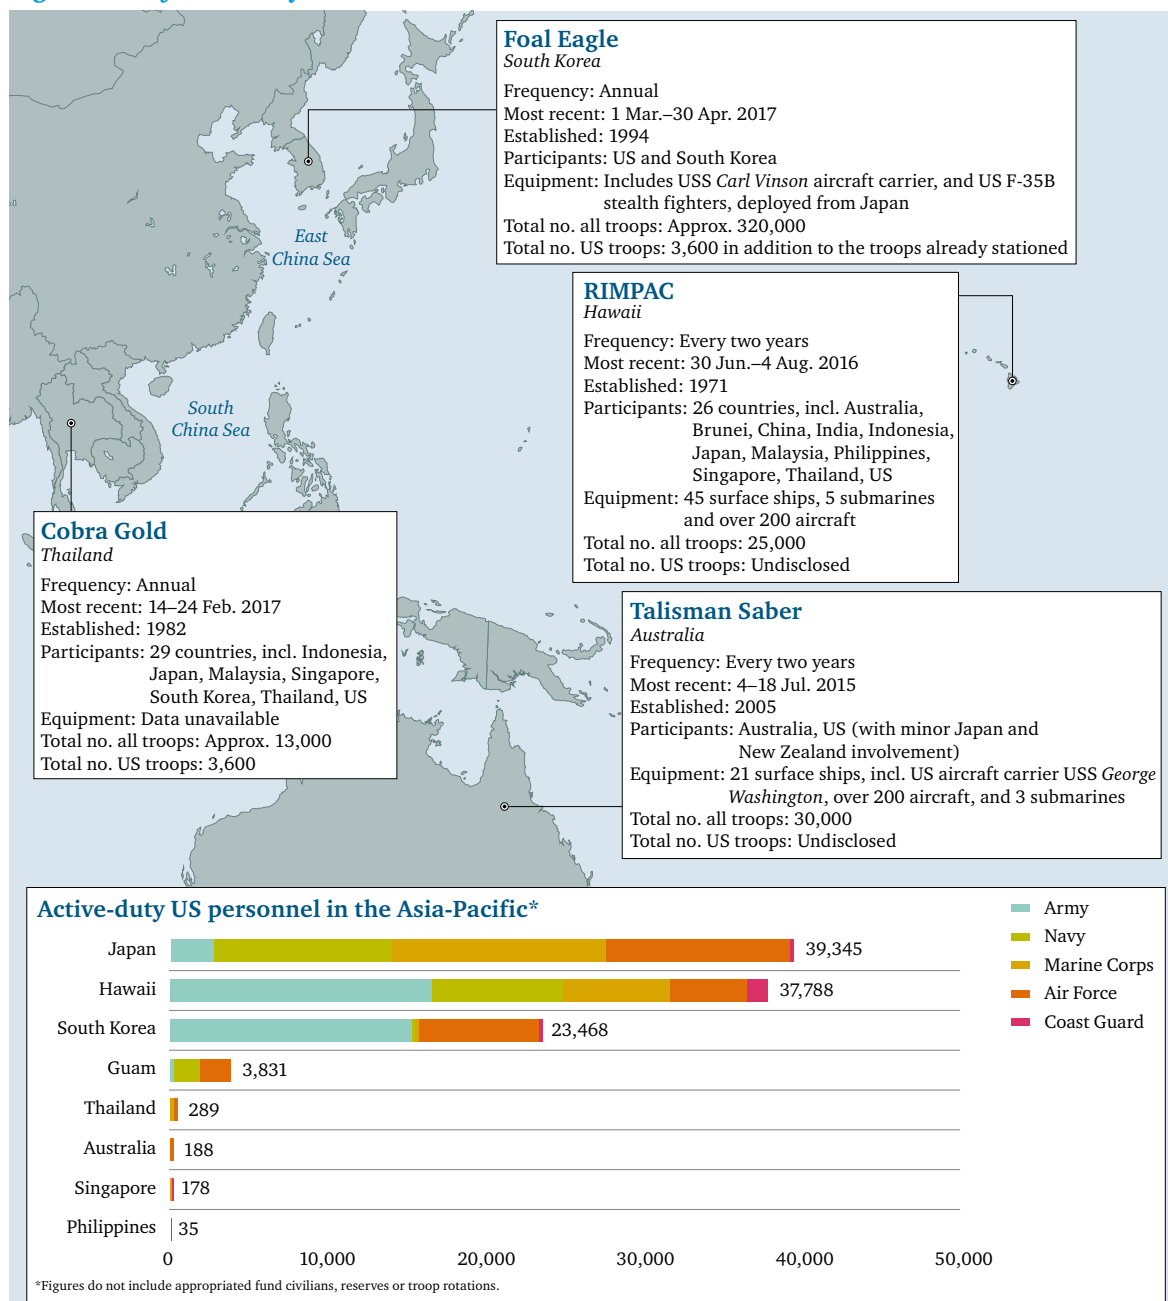 Foal Eagle
South Korea
Frequency: Annual
Most recent: 1 Mar.–30 Apr. 2017
Established: 1994
Participants: US and South Korea
Equipment: Includes USS Carl Vinson aircraft carrier, and US F-35B
stealth fighters, deployed from Japan
Total no. all troops: Approx. 320,000
Total no. US troops: 3,600 in addition to the troops already stationed
East
China Sea
RIMPAC
Hawaii
Frequency: Every two years
Most recent: 30 Jun.–4 Aug. 2016
Established: 1971
Participants: 26 countries, incl. Australia,
Brunei, China, India, Indonesia,
Japan, Malaysia, Philippines,
Singapore, Thailand, US
Equipment: 45 surface ships, 5 submarines
and over 200 aircraft
Total no. all troops: 25,000
Total no. US troops: Undisclosed
South
China Sea
Cobra Gold
Thailand
Frequency: Annual
Most recent: 14–24 Feb. 2017
Established: 1982
Participants: 29 countries, incl. Indonesia,
Japan, Malaysia, Singapore,
South Korea, Thailand, US
Equipment: Data unavailable
Total no. all troops: Approx. 13,000
Total no. US troops: 3,600
Talisman Saber
Australia
Frequency: Every two years
Most recent: 4–18 Jul. 2015
Established: 2005
Participants: Australia, US (with minor Japan and
New Zealand involvement)
Equipment: 21 surface ships, incl. US aircraft carrier USS George
Washington, over 200 aircraft, and 3 submarines
Total no. all troops: 30,000
Total no. US troops: Undisclosed
Active-duty US personnel in the Asia-Pacific*
Army
Navy
Marine Corps
Air Force
Coast Guard
Japan 39,345
Hawaii 37,788
South Korea 23,468
Guam 3,831
Thailand 289
Australia 188
Singapore 178
Philippines 35
0 10,000 20,000 30,000 40,000 50,000
*Figures do not include appropriated fund civilians, reserves or troop rotations.